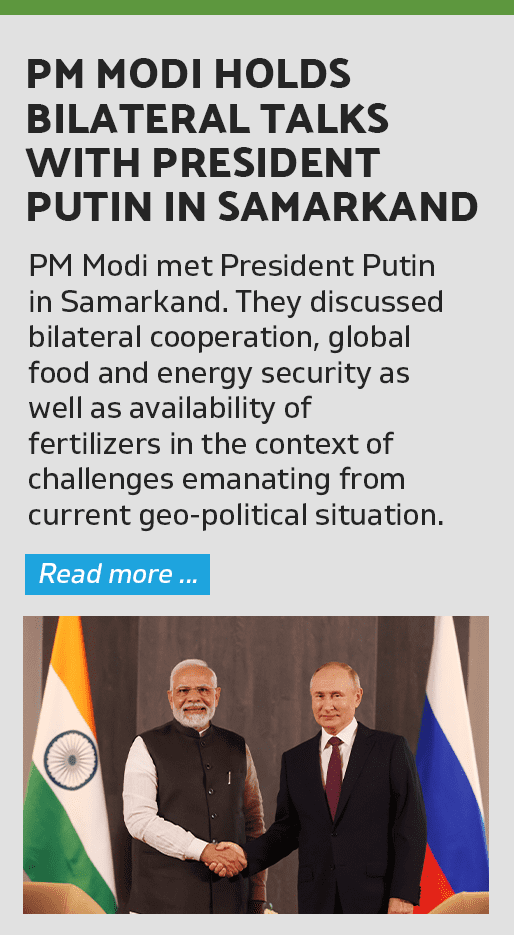 PM MODI HOLDS
BILATERAL TALKS
WITH PRESIDENT
PUTIN IN SAMARKAND
PM Modi met President Putin
in Samarkand. They discussed
bilateral cooperation, global
food and energy security as
well as availability of
fertilizers in the context of
challenges emanating from
current geo-political situation.
Read more ...